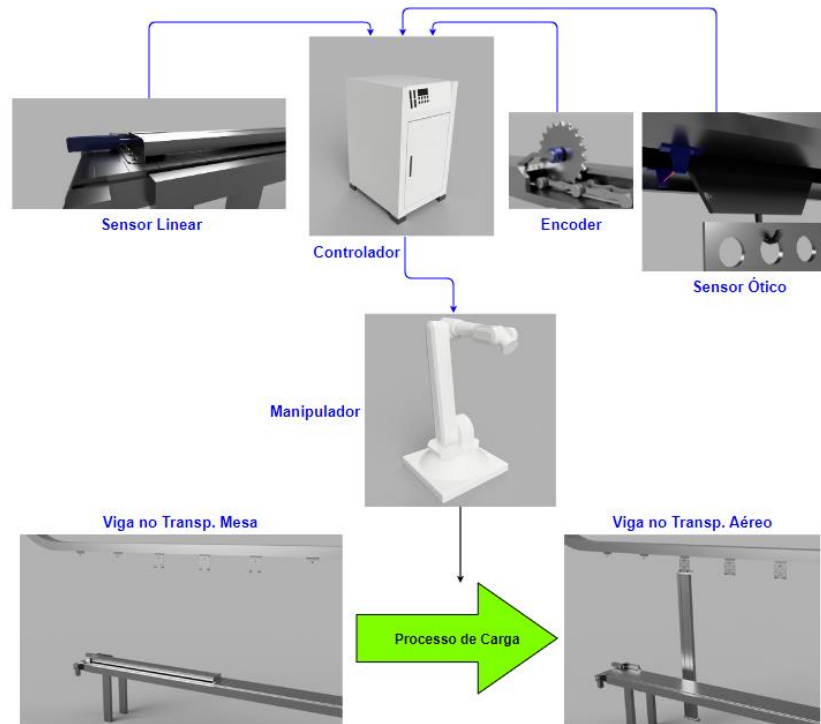 Sensor Linear
Controlador
Encoder
Sensor Ótico
Manipulador
Viga no Transp. Mesa
Viga no Transp. Aéreo
Processo de Carga